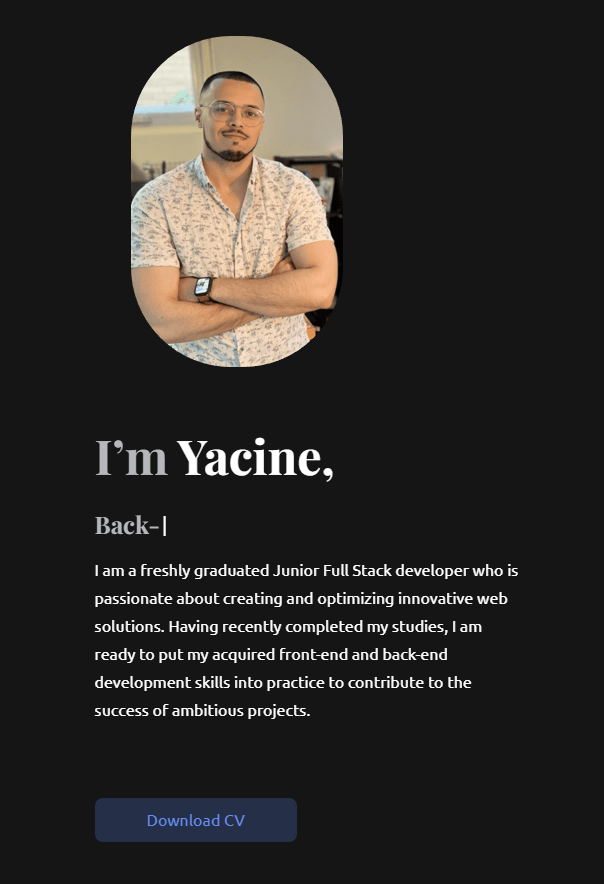 I’m Yacine,
Back-|
I am a freshly graduated Junior Full Stack developer who is
passionate about creating and optimizing innovative web
solutions. Having recently completed my studies, I am
ready to put my acquired front-end and back-end
development skills into practice to contribute to the
success of ambitious projects.
Download CV